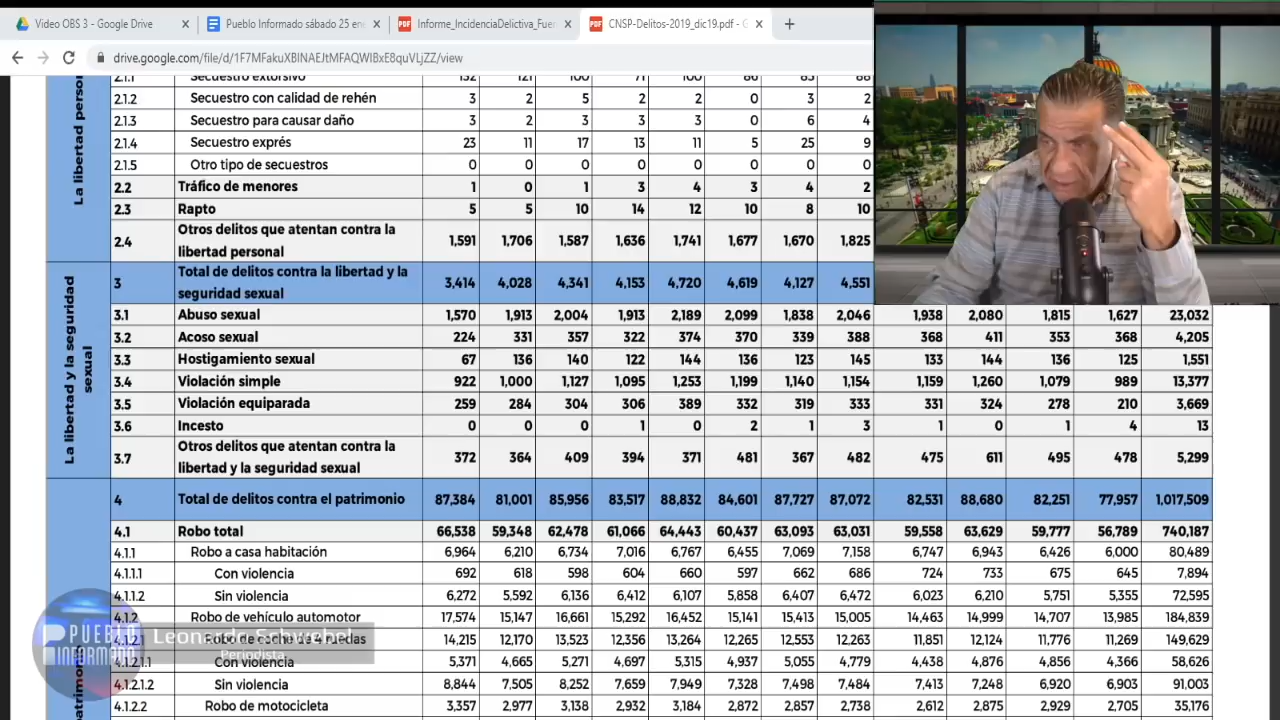 Video OBS 3 - Google Drive
Pueblo Informado sábado 25 en
Informe_IncidenciaDelictiva_Fue
CNSP-Delitos-2019_dic19.pdf - G
drive.google.com/file/d/1F7MFakuXBlNAEJtMFAQWlBxE8quVLjZZ/view
La libertad person
2.1.1 Secuestro extorsivo 132 121 100 71 100 86 83 88
2.1.2 Secuestro con calidad de rehén 3 2 5 2 2 0 3 2
2.1.3 Secuestro para causar daño 3 2 3 3 3 0 6 4
2.1.4 Secuestro exprés 23 11 17 13 11 5 25 9
2.1.5 Otro tipo de secuestros 0 0 0 0 0 0 0 0
2.2 Tráfico de menores 1 0 1 3 4 3 4 2
2.3 Rapto 5 5 10 14 12 10 8 10
2.4 Otros delitos que atentan contra la
libertad personal 1,591 1,706 1,587 1,636 1,741 1,677 1,670 1,825
La libertad y la seguridad
sexual
3 Total de delitos contra la libertad y la
seguridad sexual 3,414 4,028 4,341 4,153 4,720 4,619 4,127 4,551
3.1 Abuso sexual 1,570 1,913 2,004 1,913 2,189 2,099 1,838 2,046 1,938 2,080 1,815 1,627 23,032
3.2 Acoso sexual 224 331 357 322 374 370 339 388 368 411 353 368 4,205
3.3 Hostigamiento sexual 67 136 140 122 144 136 123 145 133 144 136 125 1,551
3.4 Violación simple 922 1,000 1,127 1,095 1,253 1,199 1,140 1,154 1,159 1,260 1,079 989 13,377
3.5 Violación equiparada 259 284 304 306 389 332 319 333 331 324 278 210 3,669
3.6 Incesto 0 0 0 1 0 2 1 3 1 0 1 4 13
3.7 Otros delitos que atentan contra la
libertad y la seguridad sexual 372 364 409 394 371 481 367 482 475 611 495 478 5,299
4 Total de delitos contra el patrimonio 87,384 81,001 85,956 83,517 88,832 84,601 87,727 87,072 82,531 88,680 82,251 77,957 1,017,509
4.1 Robo total 66,538 59,348 62,478 61,066 64,443 60,437 63,093 63,031 59,558 63,629 59,777 56,789 740,187
4.1.1 Robo a casa habitación 6,964 6,210 6,734 7,016 6,767 6,455 7,069 7,158 6,747 6,943 6,426 6,000 80,489
4.1.1.1 Con violencia 692 618 598 604 660 597 662 686 724 733 675 645 7,894
4.1.1.2 Sin violencia 6,272 5,592 6,136 6,412 6,107 5,858 6,407 6,472 6,023 6,210 5,751 5,355 72,595
4.1.2 Robo de vehículo automotor 17,574 15,147 16,661 15,292 16,452 15,141 15,413 15,005 14,463 14,999 14,707 13,985 184,839
14,215 12,170 13,523 12,356 13,264 12,265 12,553 12,263 11,851 12,124 11,776 11,269 149,629
4.1.2.1.1 Con violencia 5,371 4,665 5,271 4,697 5,315 4,937 5,055 4,779 4,438 4,876 4,856 4,366 58,626
4.1.2.1.2 Sin violencia 8,844 7,505 8,252 7,659 7,949 7,328 7,498 7,484 7,413 7,248 6,920 6,903 91,003
4.1.2.2 Robo de motocicleta 3,357 2,977 3,138 2,932 3,184 2,872 2,857 2,738 2,612 2,875 2,929 2,705 35,176
patrimonio
PUEBLO
INFORMADO
Leonardo Schwebel
Periodista